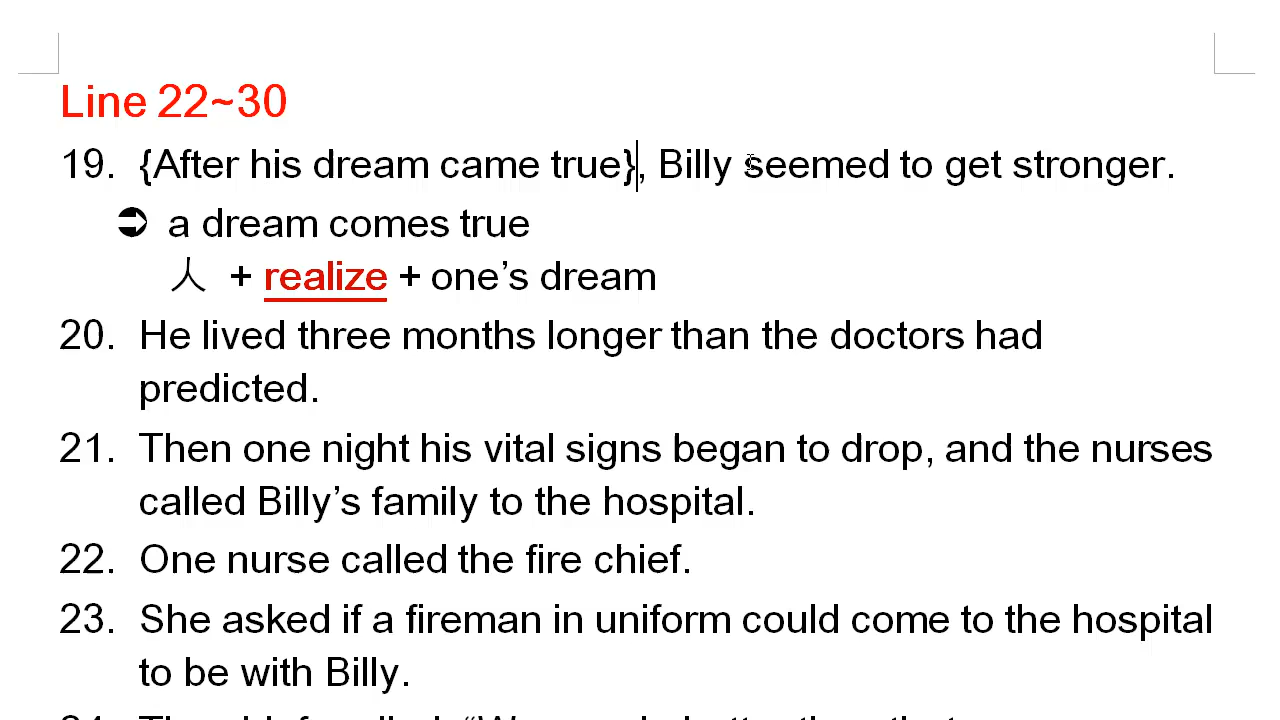 Line 22~30
19. {After his dream came true}, Billy seemed to get stronger.
➲ a dream comes true
人 + realize + one’s dream
20. He lived three months longer than the doctors had
predicted.
21. Then one night his vital signs began to drop, and the nurses
called Billy’s family to the hospital.
22. One nurse called the fire chief.
23. She asked if a fireman in uniform could come to the hospital
to be with Billy.